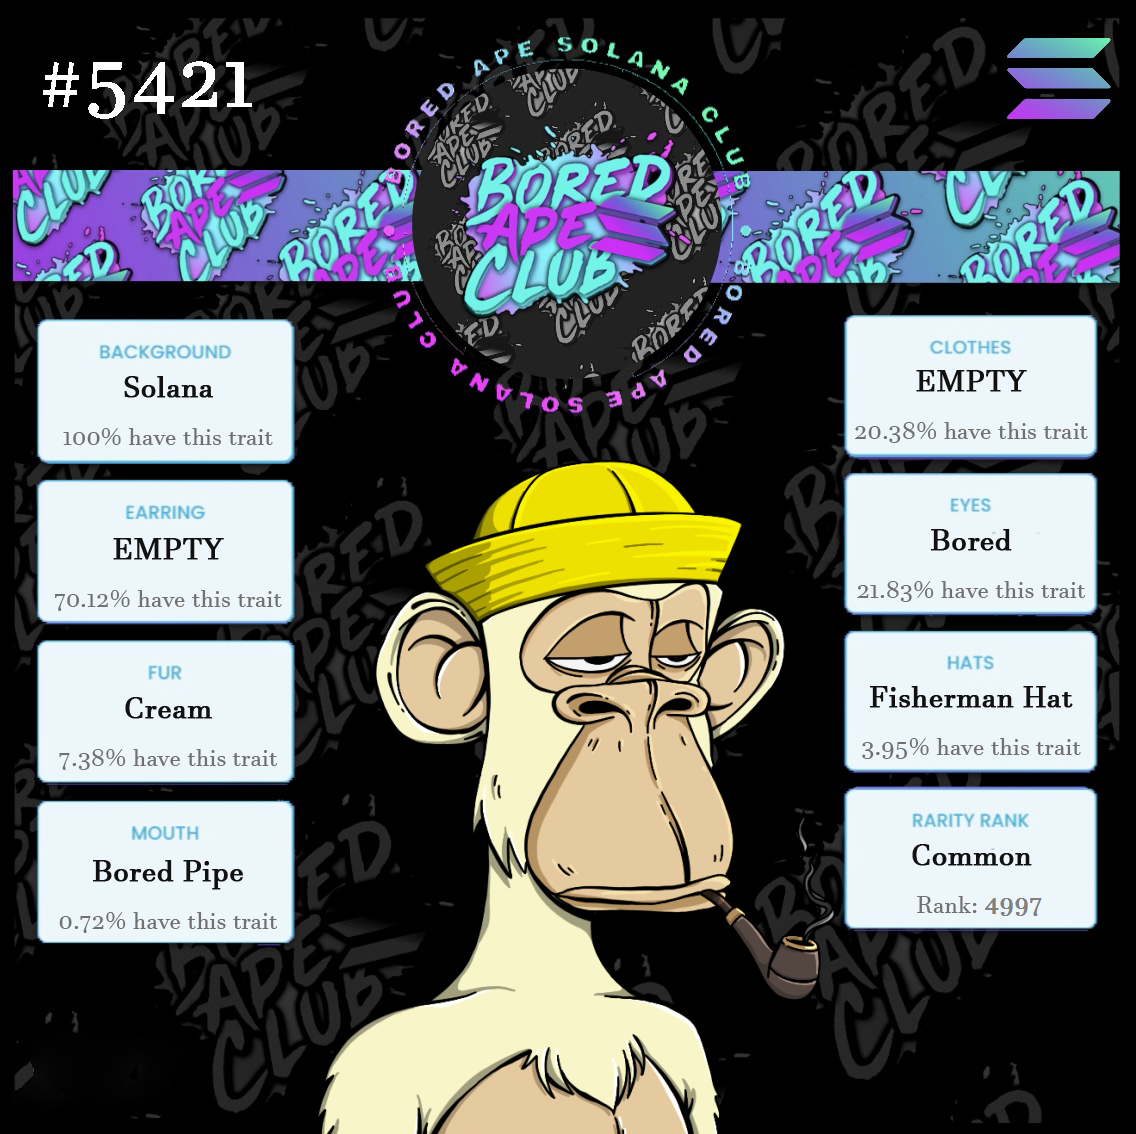 #5421
BORED APE SOLANA CLUB
BORED APE SOLANA CLUB
BORED
APE
CLUB
BACKGROUND
Solana
100% have this trait
EARRING
EMPTY
70.12% have this trait
FUR
Cream
7.38% have this trait
MOUTH
Bored Pipe
0.72% have this trait
CLOTHES
EMPTY
20.38% have this trait
EYES
Bored
21.83% have this trait
HATS
Fisherman Hat
3.95% have this trait
RARITY RANK
Common
Rank: 4997